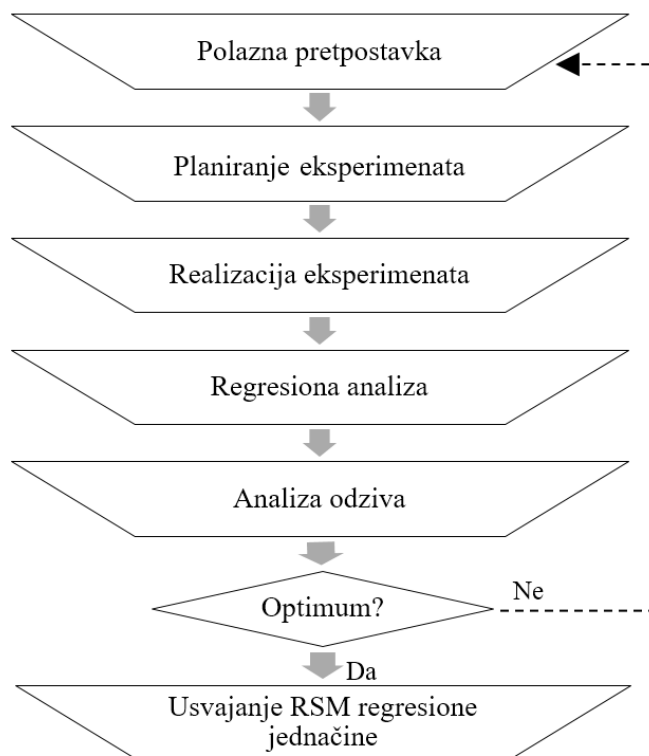 Polazna pretpostavka
Planiranje eksperimenata
Realizacija eksperimenata
Regresiona analiza
Analiza odziva
Optimum?
Ne
Da
Usvajanje RSM regresione
jednačine